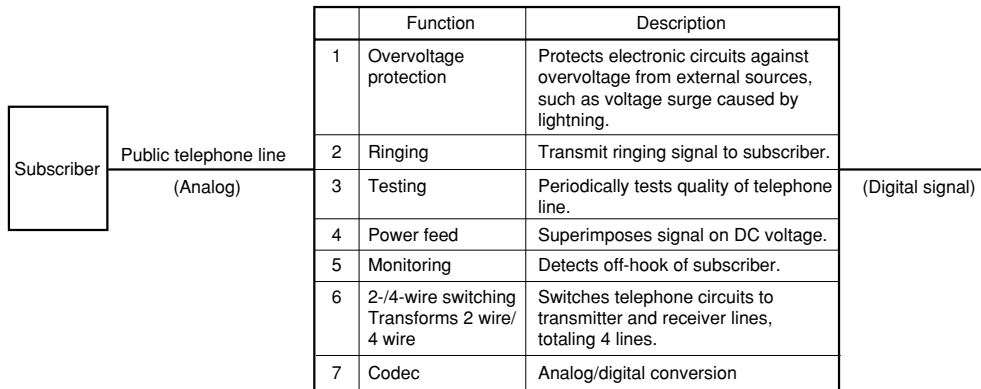 Function Description
1 Overvoltage protection Protects electronic circuits against
overvoltage from external sources,
such as voltage surge caused by
lightning.
Subscriber
Public telephone line
(Analog)
2 Ringing Transmit ringing signal to subscriber.
3 Testing Periodically tests quality of telephone
line.
(Digital signal)
4 Power feed Superimposes signal on DC voltage.
5 Monitoring Detects off-hook of subscriber.
6 2-/4-wire switching Switches telephone circuits to
Transforms 2 wire/ transmitter and receiver lines,
4 wire totaling 4 lines.
7 Codec Analog/digital conversion